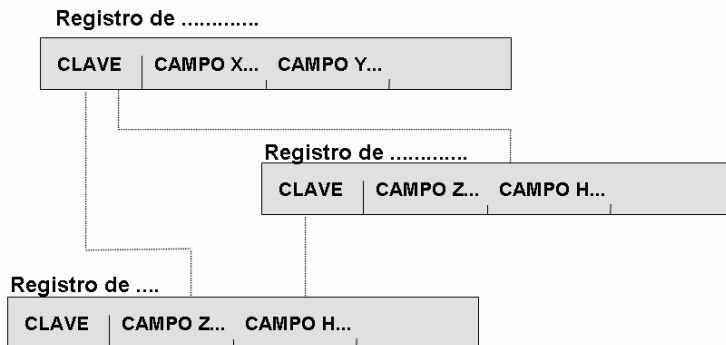 Registro de .............
CLAVE CAMPO X... CAMPO Y...
Registro de .............
CLAVE CAMPO Z... CAMPO H...
Registro de ....
CLAVE CAMPO Z... CAMPO H...